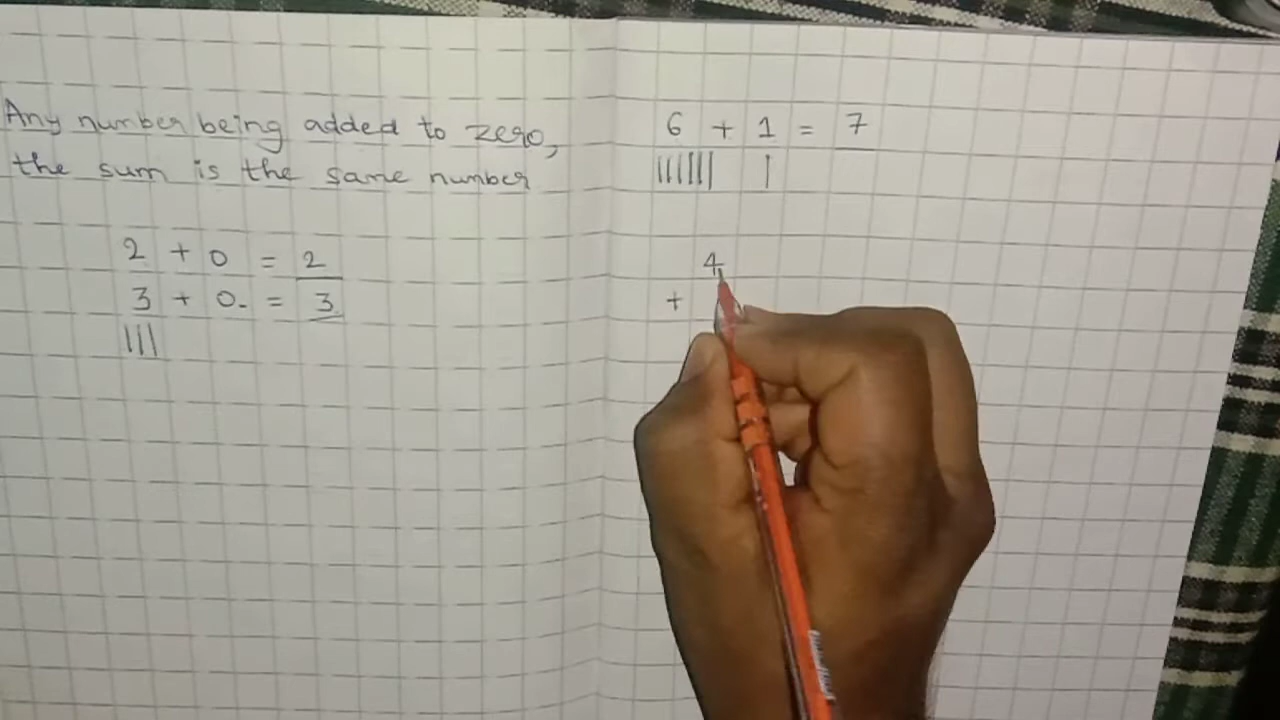 Any number being added to zero,
the sum is the same number
2 + 0 = 2
3 + 0 = 3
6 + 1 = 7
4
+